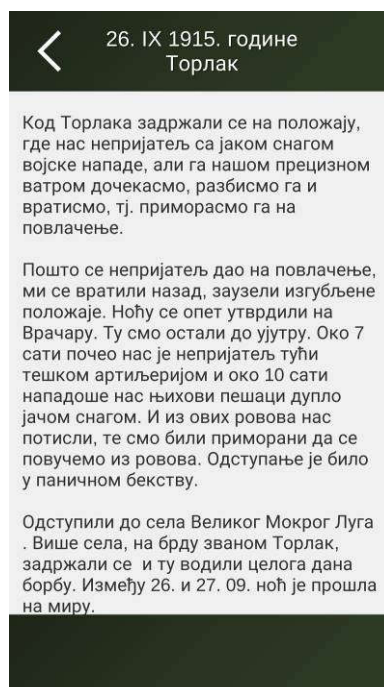 26. IX 1915. године
Торлак
Код Торлака задржали се на положају,
где нас непријатељ са јаком снагом
војске нападе, али га нашом прецизном
ватром дочекасмо, разбисмо га и
вратисмо, тј. приморасмо га на
повлачење.
Пошто се непријатељ дао на повлачење,
ми се вратили назад, заузели изгубљене
положаје. Ноћу се опет утврдили на
Врачару. Ту смо остали до ујутру. Око 7
сати почео нас је непријатељ тући
тешком артиљеријом и око 10 сати
нападоше нас њихови пешаци дупло
јачом снагом. И из ових ровова нас
потисли, те смо били приморани да се
повучемо из ровова. Одступање је било
у паничном бекству.
Одступили до села Великог Мокрог Луга
. Више села, на брду званом Торлак,
задржали се и ту водили целога дана
борбу. Између 26. и 27. 09. ноћ је прошла
на миру.